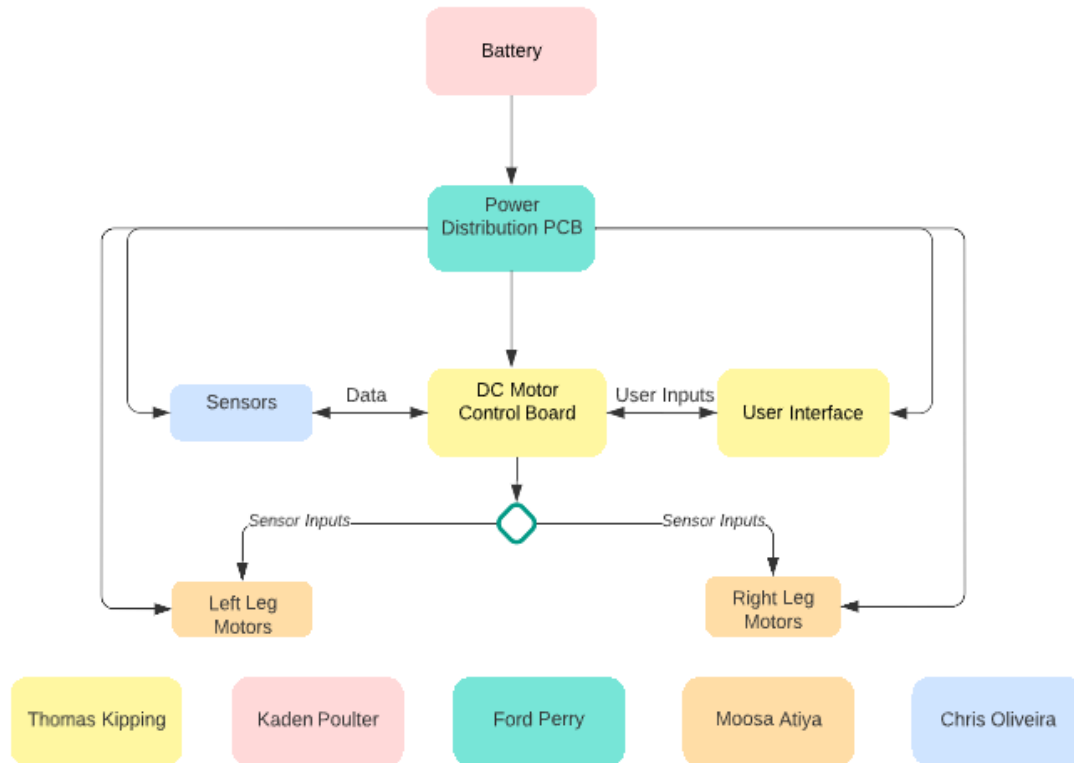 Battery
Power
Distribution PCB
Sensors
Data
DC Motor
Control Board
User Inputs
User Interface
Sensor Inputs
Sensor Inputs
Left Leg
Motors
Right Leg
Motors
Thomas Kipping
Kaden Poulter
Ford Perry
Moosa Atiya
Chris Oliveira